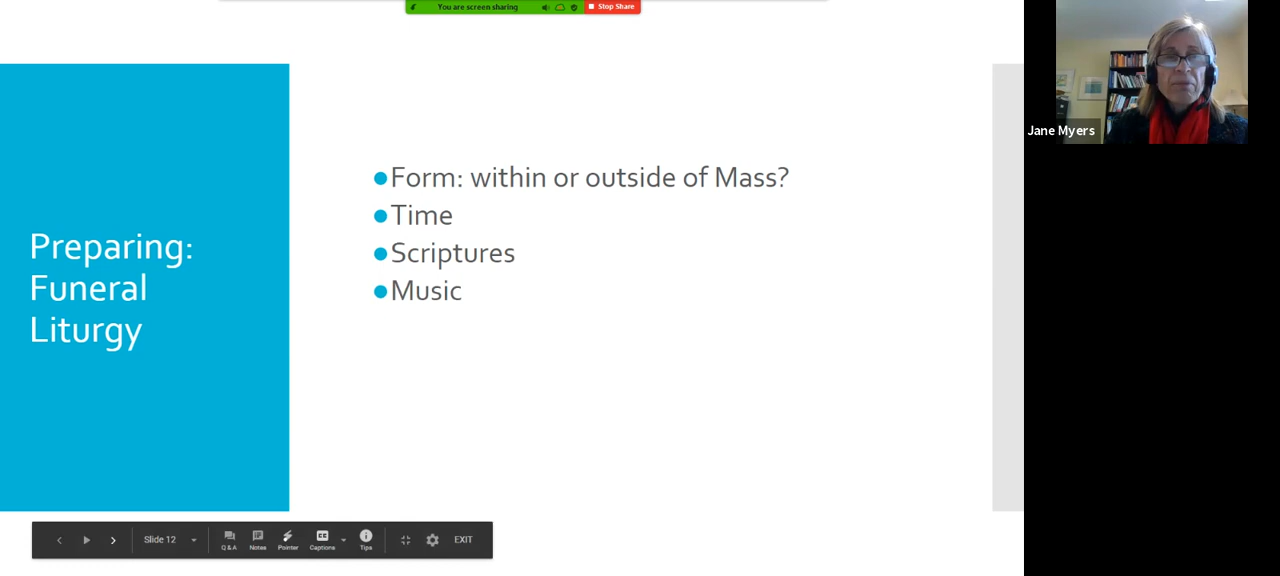 You are screen sharing
Stop Share
Jane Myers
Preparing:
Funeral
Liturgy
Form: within or outside of Mass?
Time
Scriptures
Music
Slide 12
Q & A
Notes
Pointer
CC
Captions
Tips
EXIT